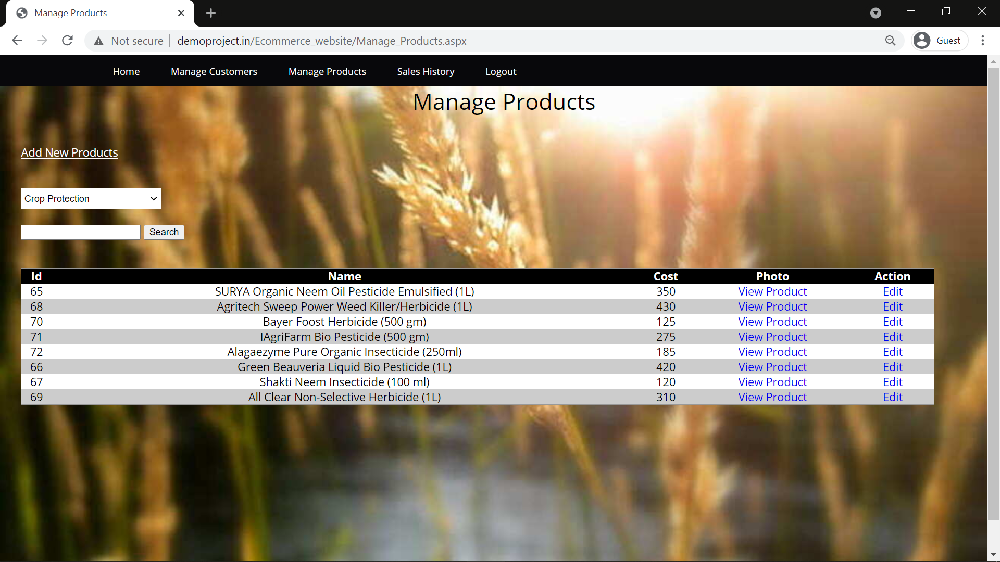 Manage Products
Not secure demoproject.in/Ecommerce_website/Manage_Products.aspx Guest
Home Manage Customers Manage Products Sales History Logout
Manage Products
Add New Products
Crop Protection
Search
Id Name Cost Photo Action
65 SURYA Organic Neem Oil Pesticide Emulsified (1L) 350 View Product Edit
68 Agritech Sweep Power Weed Killer/Herbicide (1L) 430 View Product Edit
70 Bayer Foost Herbicide (500 gm) 125 View Product Edit
71 IAgriFarm Bio Pesticide (500 gm) 275 View Product Edit
72 Alagaezyme Pure Organic Insecticide (250ml) 185 View Product Edit
66 Green Beauveria Liquid Bio Pesticide (1L) 420 View Product Edit
67 Shakti Neem Insecticide (100 ml) 120 View Product Edit
69 All Clear Non-Selective Herbicide (1L) 310 View Product Edit